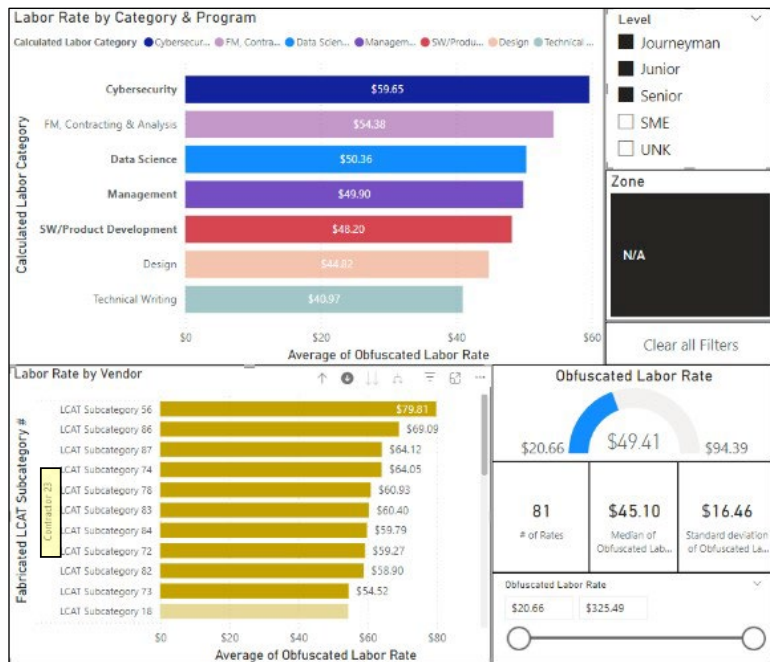 Labor Rate by Category & Program
Calculated Labor Category Cybersecur... FM, Contra... Data Scien... Managem... SW/Produ... Design Technical ...
Calculated Labor Category
Cybersecurity $59.65
FM, Contracting & Analysis $54.38
Data Science $50.36
Management $49.90
SW/Product Development $48.20
Design $44.82
Technical Writing $40.97
$0 $20 $40 $60
Average of Obfuscated Labor Rate
Level
Journeyman
Junior
Senior
SME
UNK
Zone
N/A
Clear all Filters
Labor Rate by Vendor
Fabricated LCAT Subcategory #
Contractor 23
LCAT Subcategory 56 $79.81
LCAT Subcategory 86 $69.09
LCAT Subcategory 87 $64.12
LCAT Subcategory 74 $64.05
LCAT Subcategory 78 $60.93
LCAT Subcategory 83 $60.40
LCAT Subcategory 84 $59.79
LCAT Subcategory 72 $59.27
LCAT Subcategory 82 $58.90
LCAT Subcategory 73 $54.52
LCAT Subcategory 18
$0 $20 $40 $60 $80
Average of Obfuscated Labor Rate
Obfuscated Labor Rate
$20.66 $49.41 $94.39
81
# of Rates
$45.10
Median of
Obfuscated Lab...
$16.46
Standard deviation
of Obfuscated La...
Obfuscated Labor Rate
$20.66 $325.49